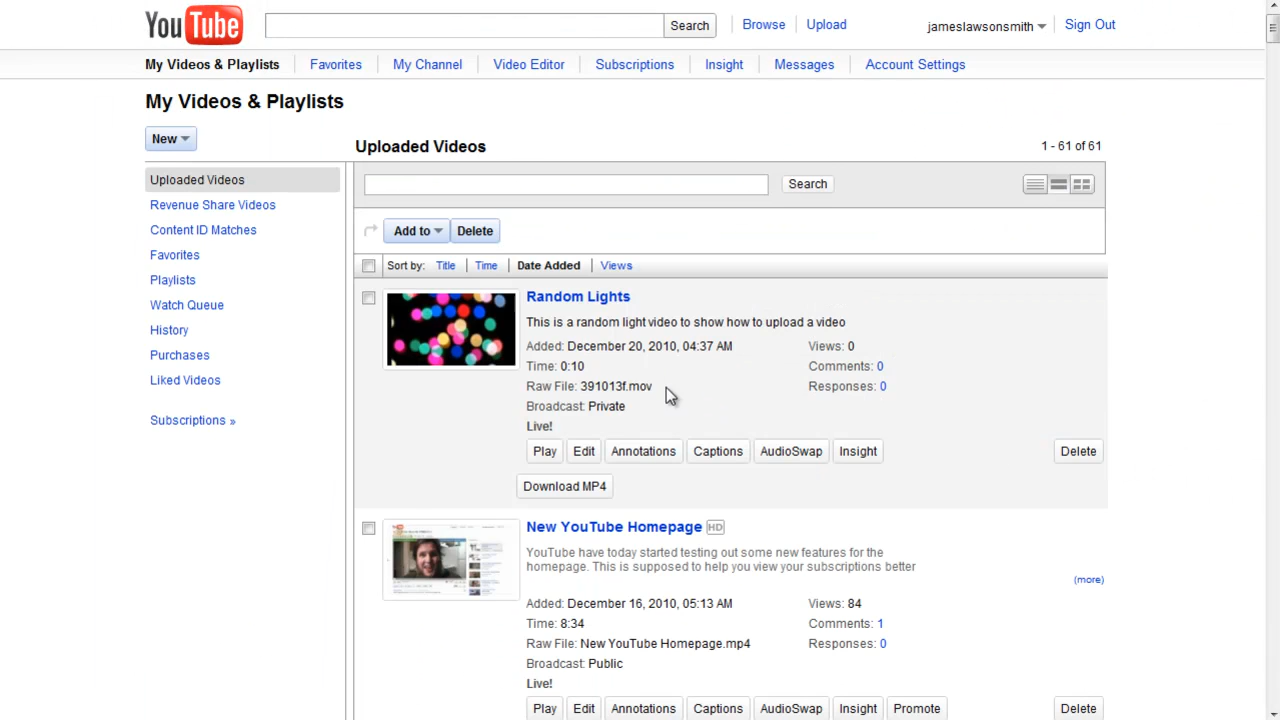 YouTube Search Browse Upload jameslawsonsmith Sign Out
My Videos & Playlists Favorites My Channel Video Editor Subscriptions Insight Messages Account Settings
My Videos & Playlists
New
Uploaded Videos 1 - 61 of 61
Uploaded Videos
Search
Revenue Share Videos
Content ID Matches
Add to Delete
Favorites
Sort by: Title Time Date Added Views
Playlists
Watch Queue
History
Purchases
Liked Videos
Subscriptions »
Random Lights
This is a random light video to show how to upload a video
Added: December 20, 2010, 04:37 AM Views: 0
Time: 0:10 Comments: 0
Raw File: 391013f.mov Responses: 0
Broadcast: Private
Live!
Play Edit Annotations Captions AudioSwap Insight Delete
Download MP4
New YouTube Homepage HD
YouTube have today started testing out some new features for the
homepage. This is supposed to help you view your subscriptions better
(more)
Added: December 16, 2010, 05:13 AM Views: 84
Time: 8:34 Comments: 1
Raw File: New YouTube Homepage.mp4 Responses: 0
Broadcast: Public
Live!
Play Edit Annotations Captions AudioSwap Insight Promote Delete